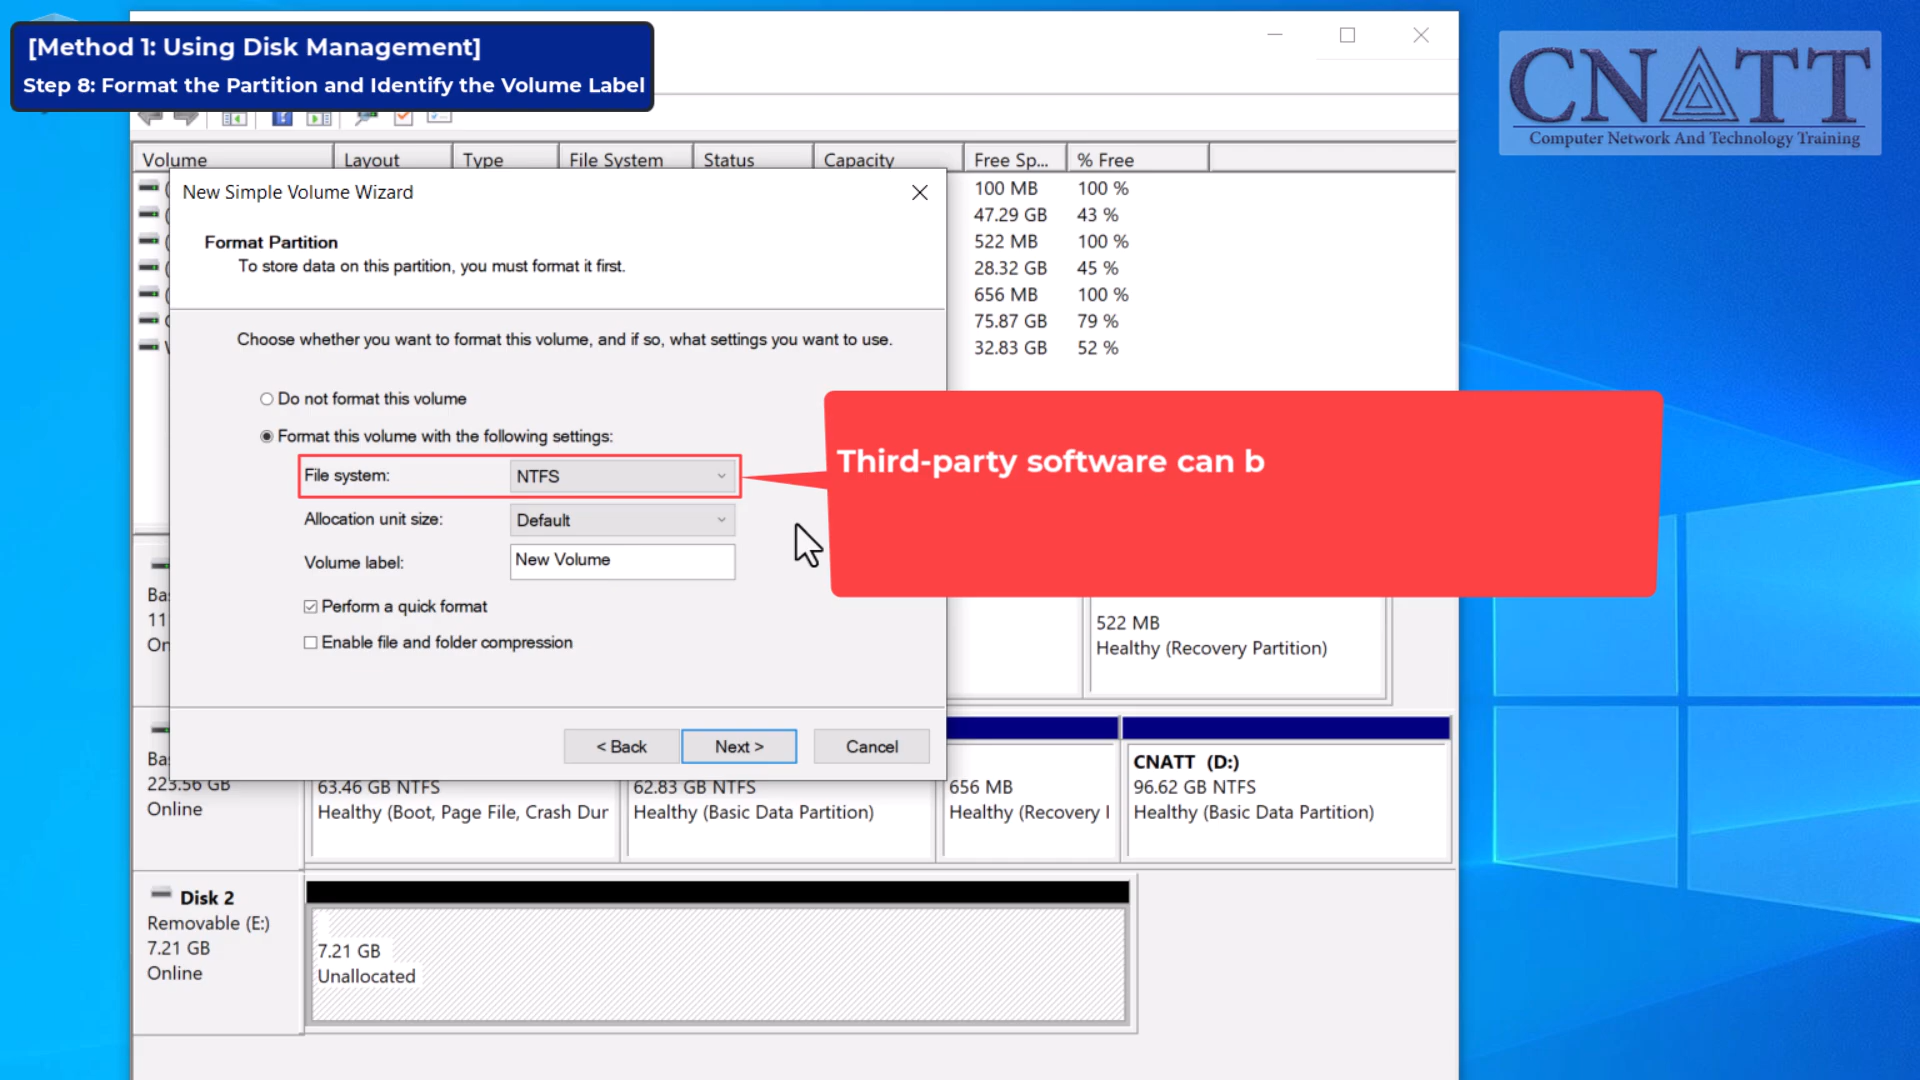 [Method 1: Using Disk Management]
Step 8: Format the Partition and Identify the Volume Label
CNATT
Computer Network And Technology Training
Volume Layout Type File System Status Capacity Free Sp... % Free
100 MB 100 %
47.29 GB 43 %
522 MB 100 %
28.32 GB 45 %
656 MB 100 %
75.87 GB 79 %
32.83 GB 52 %
New Simple Volume Wizard
Format Partition
To store data on this partition, you must format it first.
Choose whether you want to format this volume, and if so, what settings you want to use.
Do not format this volume
Format this volume with the following settings:
File system: NTFS
Allocation unit size: Default
Volume label: New Volume
Perform a quick format
Enable file and folder compression
< Back Next > Cancel
Third-party software can b
522 MB
Healthy (Recovery Partition)
Ba
11
On
Ba
223.56 GB
Online
63.46 GB NTFS
Healthy (Boot, Page File, Crash Dur
62.83 GB NTFS
Healthy (Basic Data Partition)
656 MB
Healthy (Recovery
CNATT (D:)
96.62 GB NTFS
Healthy (Basic Data Partition)
Disk 2
Removable (E:)
7.21 GB
Online
7.21 GB
Unallocated